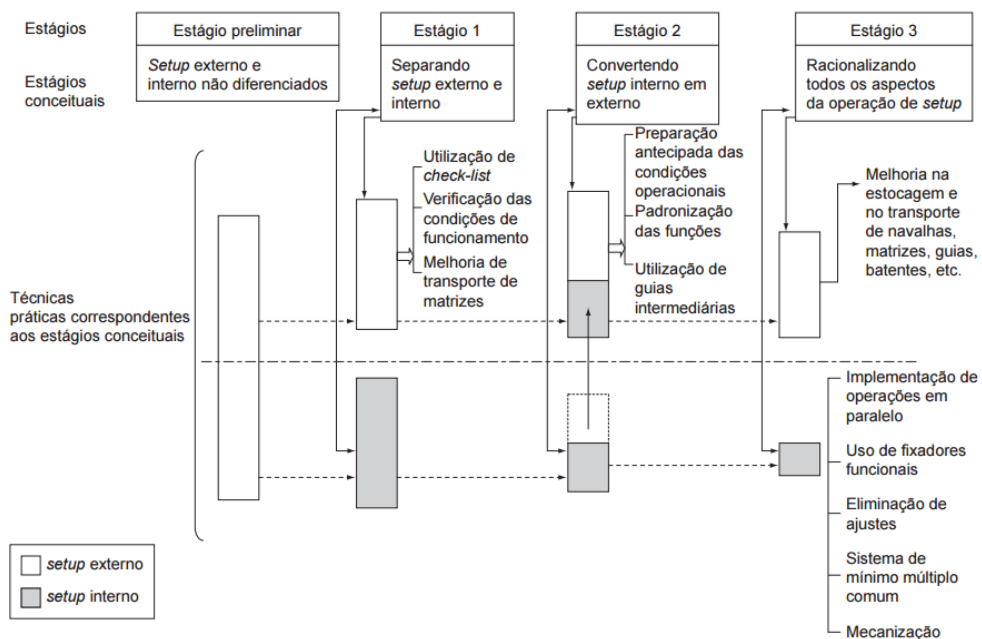 Estágios
Estágio preliminar
Estágio 1
Estágio 2
Estágio 3
Estágios
conceituais
Setup externo e
interno não diferenciados
Separando
setup externo e
interno
Convertendo
setup interno em
externo
Racionalizando
todos os aspectos
da operação de setup
Técnicas
práticas correspondentes
aos estágios conceituais
Utilização de
check-list
Verificação das
condições de
funcionamento
Melhoria de
transporte de
matrizes
Preparação
antecipada das
condições
operacionais
Padronização
das funções
Utilização de
guias
intermediárias
Melhoria na
estocagem e
no transporte
de navalhas,
matrizes, guias,
batentes, etc.
Implementação de
operações em
paralelo
Uso de fixadores
funcionais
Eliminação de
ajustes
Sistema de
mínimo múltiplo
comum
Mecanização
setup externo
setup interno